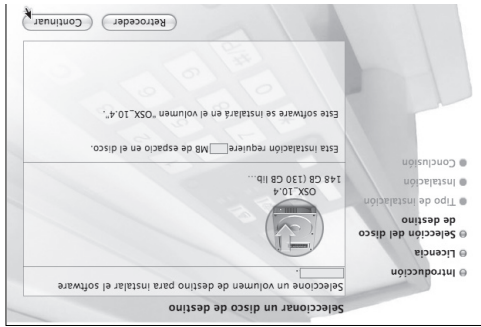 Seleccionar un disco de destino
Seleccione un volumen de destino para instalar el software
.
OSX_10.4
148 GB (130 GB lib...
Esta instalación requiere MB de espacio en el disco.
Este software se instalará en el volumen "OSX_10.4".
Introducción
Licencia
Selección del disco
de destino
Tipo de instalación
Instalación
Conclusión
Retroceder
Continuar